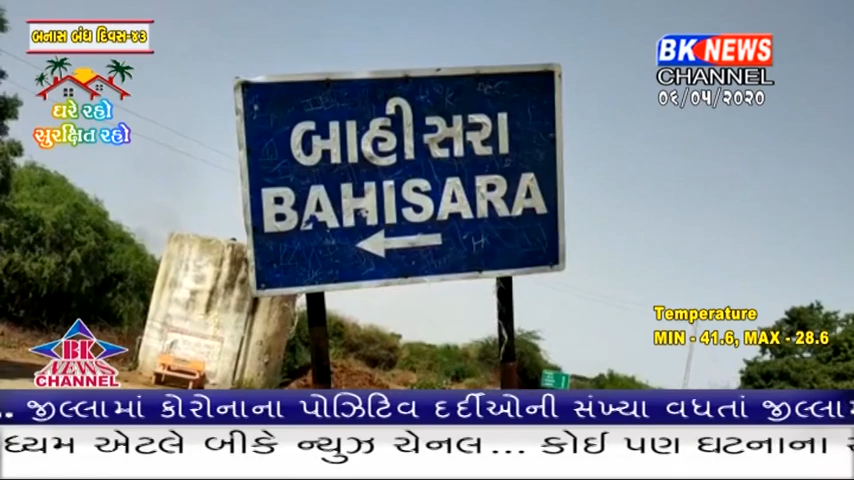 બનાસ બંધ દિવસ-૪૩
ઘરે રહો
સુરક્ષિત રહો
BK NEWS
CHANNEL
૦૬/૦૫/૨૦૨૦
બાહીસરા
BAHISARA
Temperature
MIN - 41.6, MAX - 28.6
BK
NEWS
CHANNEL
.. જીલ્લામાં કોરોનાના પોઝિટિવ દર્દીઓની સંખ્યા વધતાં જીલ્લામ
ધ્યમ એટલે બીકે ન્યુઝ ચેનલ... કોઈ પણ ઘટનાના